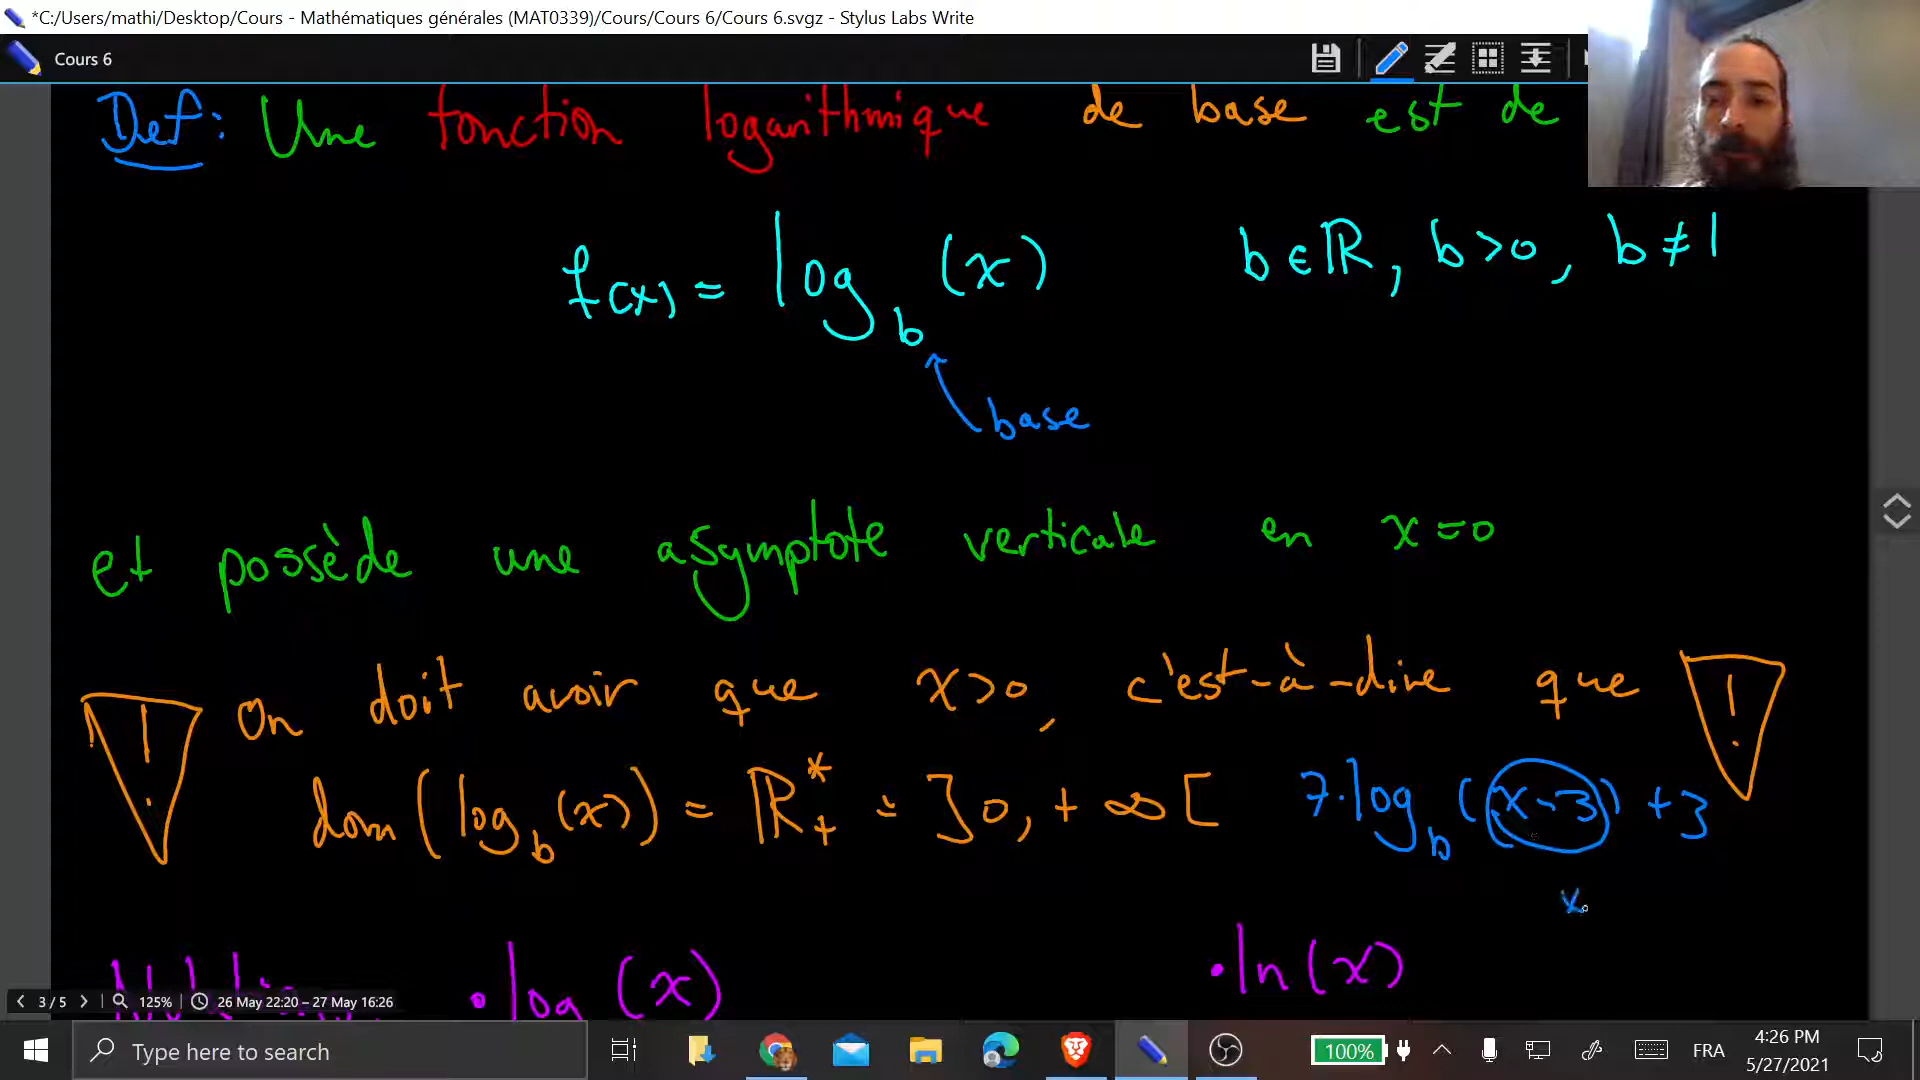 *C:/Users/mathi/Desktop/Cours - Mathématiques générales (MAT0339)/Cours/Cours 6/Cours 6.svgz - Stylus Labs Write
Cours 6
Def: Une fonction logarithmique de base est de
f(x) = log_b (x) b∈ℝ, b>0, b≠1
base
et possède une asymptote verticale en x=0
! On doit avoir que x>0, c'est-à-dire que !
dom(log_b(x)) = ℝ*₊ = ]0,+∞[ 7·log_b (x-3) +3
x
·log (x) ·ln(x)
3/5 125% 26 May 22:20 – 27 May 16:26
Type here to search 100% FRA 4:26 PM
5/27/2021